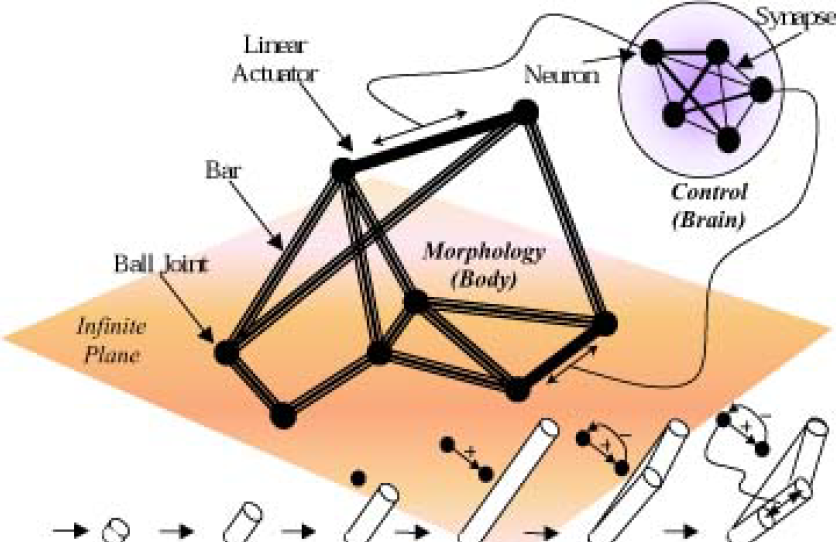 Synapse
Linear
Actuator
Neuron
Bar
Control
(Brain)
Morphology
(Body)
Ball Joint
Infinite
Plane
+
+
−
+
−